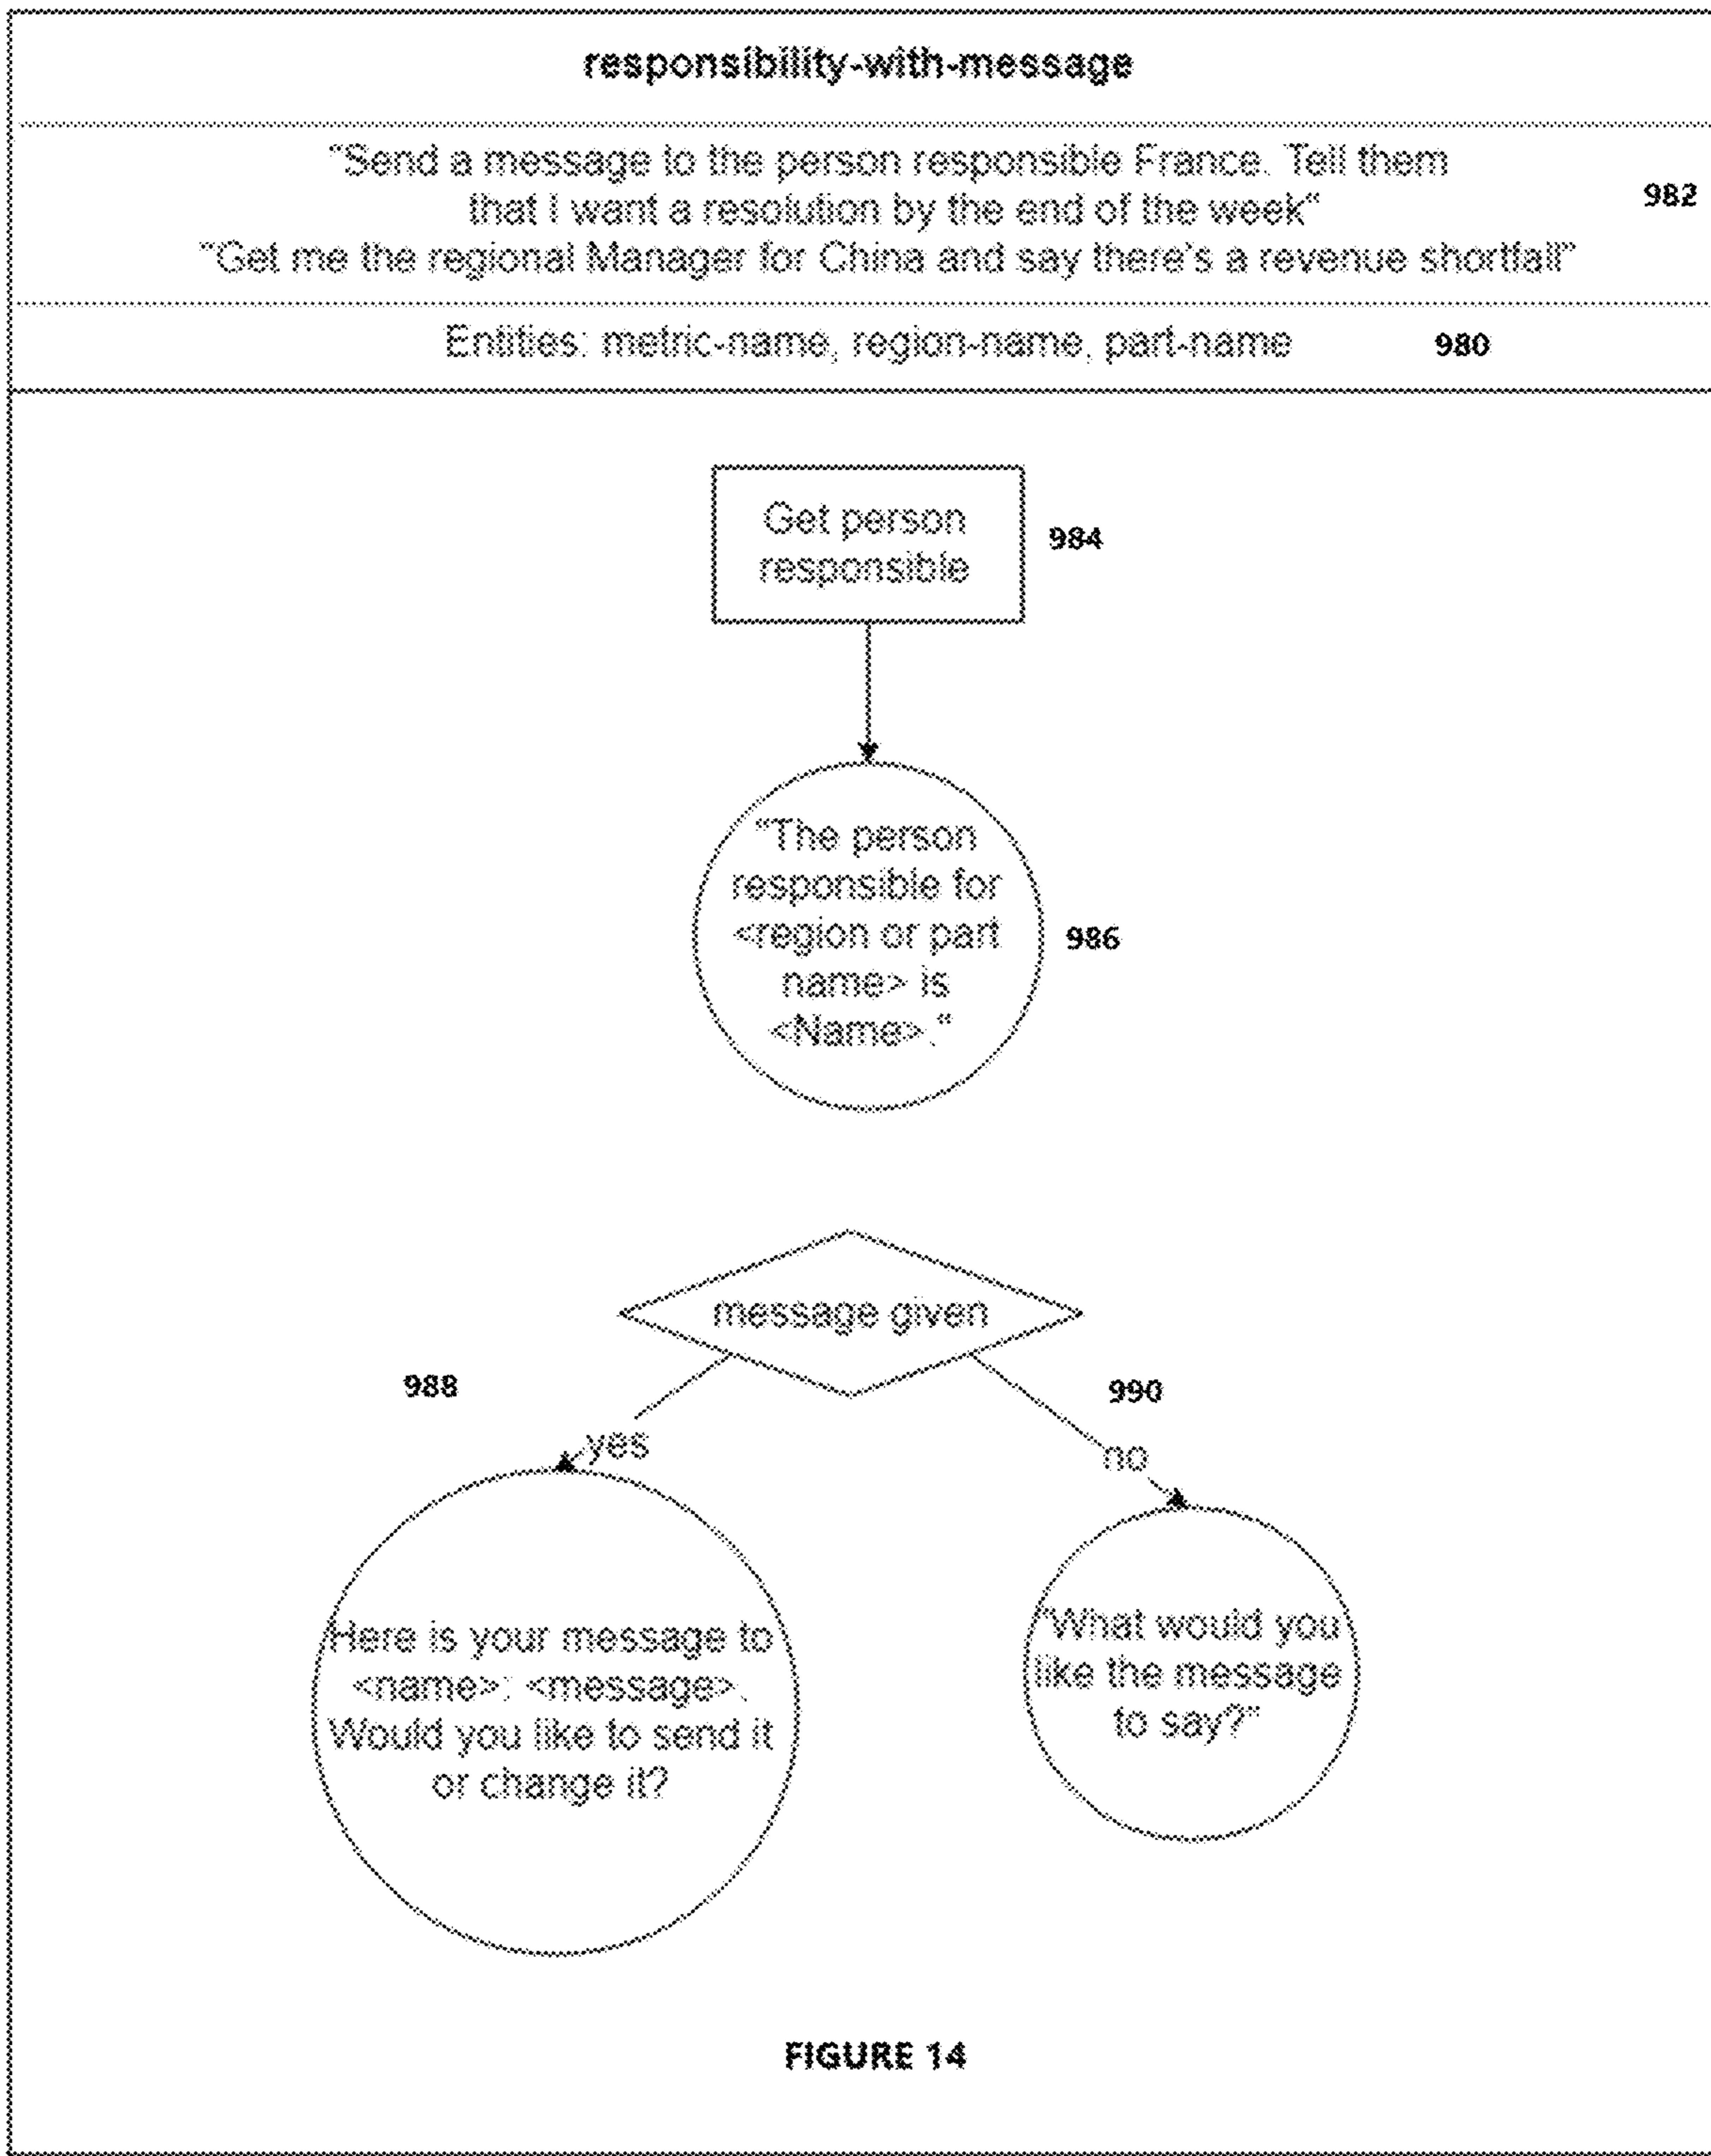 responsibility-with-message
"Send a message to the person responsible France. Tell them
that I want a resolution by the end of the week"
982
"Get me the regional Manager for China and say there's a revenue shortfall"
Entities: metric-name, region-name, part-name 980
Get person
responsible
984
"The person
responsible for
<region or part
name> is
<Name>."
986
message given
988
990
yes
no
Here is your message to
<name>: <message>.
Would you like to send it
or change it?
"What would you
like the message
to say?"
FIGURE 14